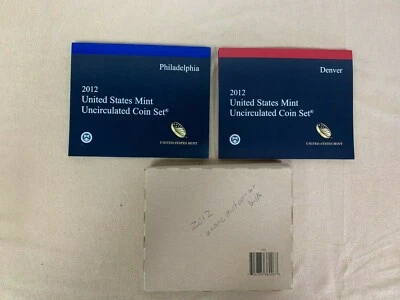 Philadelphia
2012
United States Mint
Uncirculated Coin Set®
UNITED STATES MINT
Denver
2012
United States Mint
Uncirculated Coin Set®
UNITED STATES MINT
2012